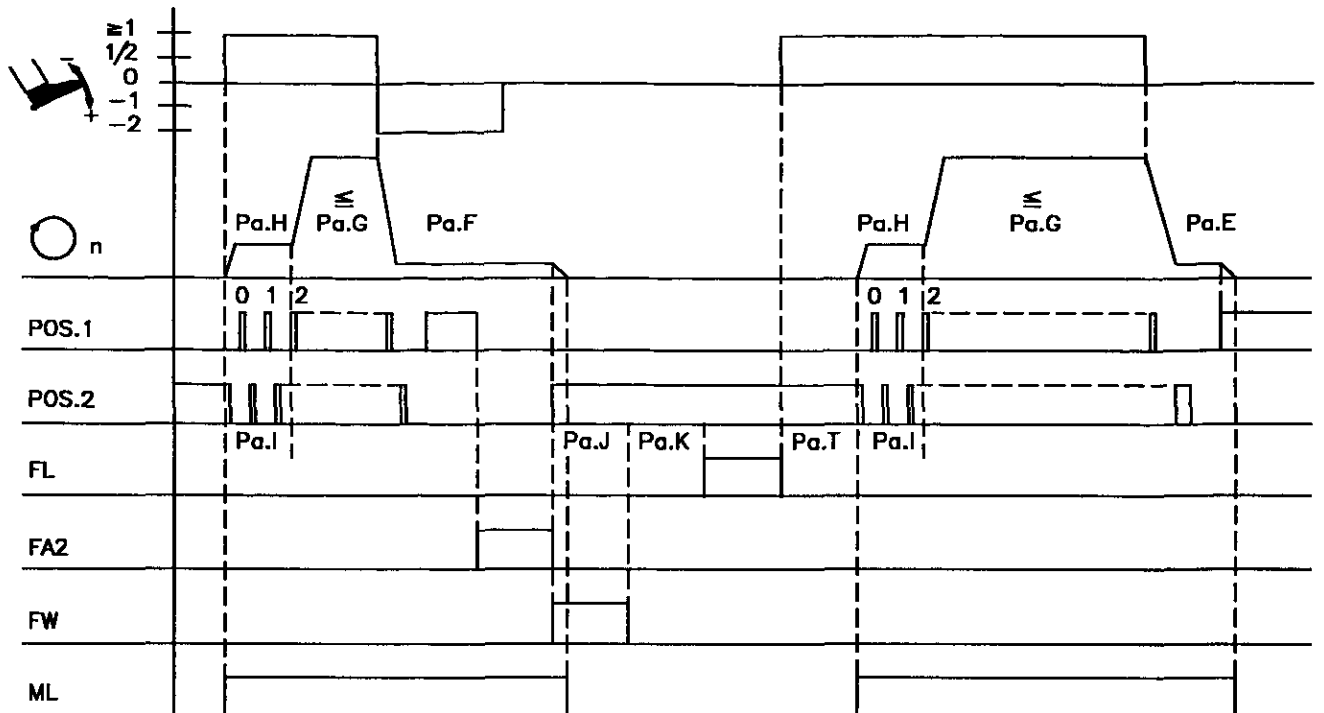 ≧1
1/2
0
-1
-2
-
+
n
Pa.H
≦
Pa.G
Pa.F
Pa.H
≦
Pa.G
Pa.E
0 1 2
0 1 2
POS.1
POS.2
Pa.I
Pa.J
Pa.K
Pa.T
Pa.I
FL
FA2
FW
ML